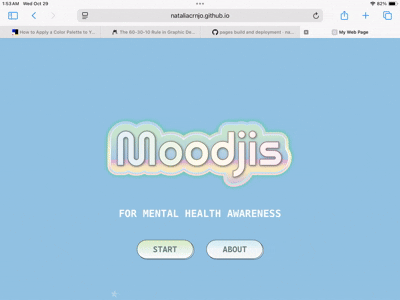 1:53 AM Wed Oct 29
nataliacrnjo.github.io
How to Apply a Color Palette to Y...
The 60-30-10 Rule in Graphic De...
pages build and deployment · na...
My Web Page
82%
Moodjis
FOR MENTAL HEALTH AWARENESS
START
ABOUT